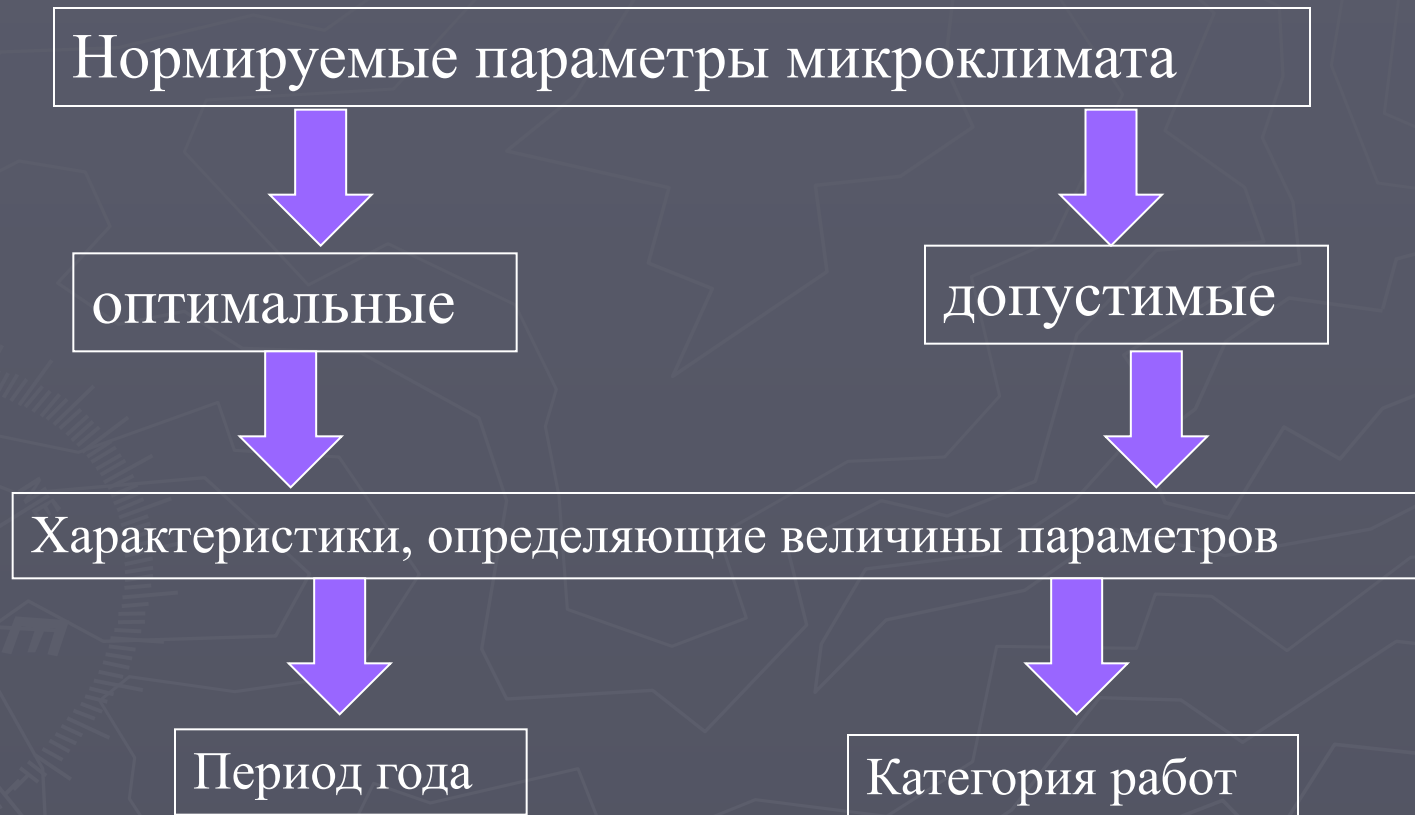 Нормируемые параметры микроклимата
оптимальные
допустимые
Характеристики, определяющие величины параметров
Период года
Категория работ
E